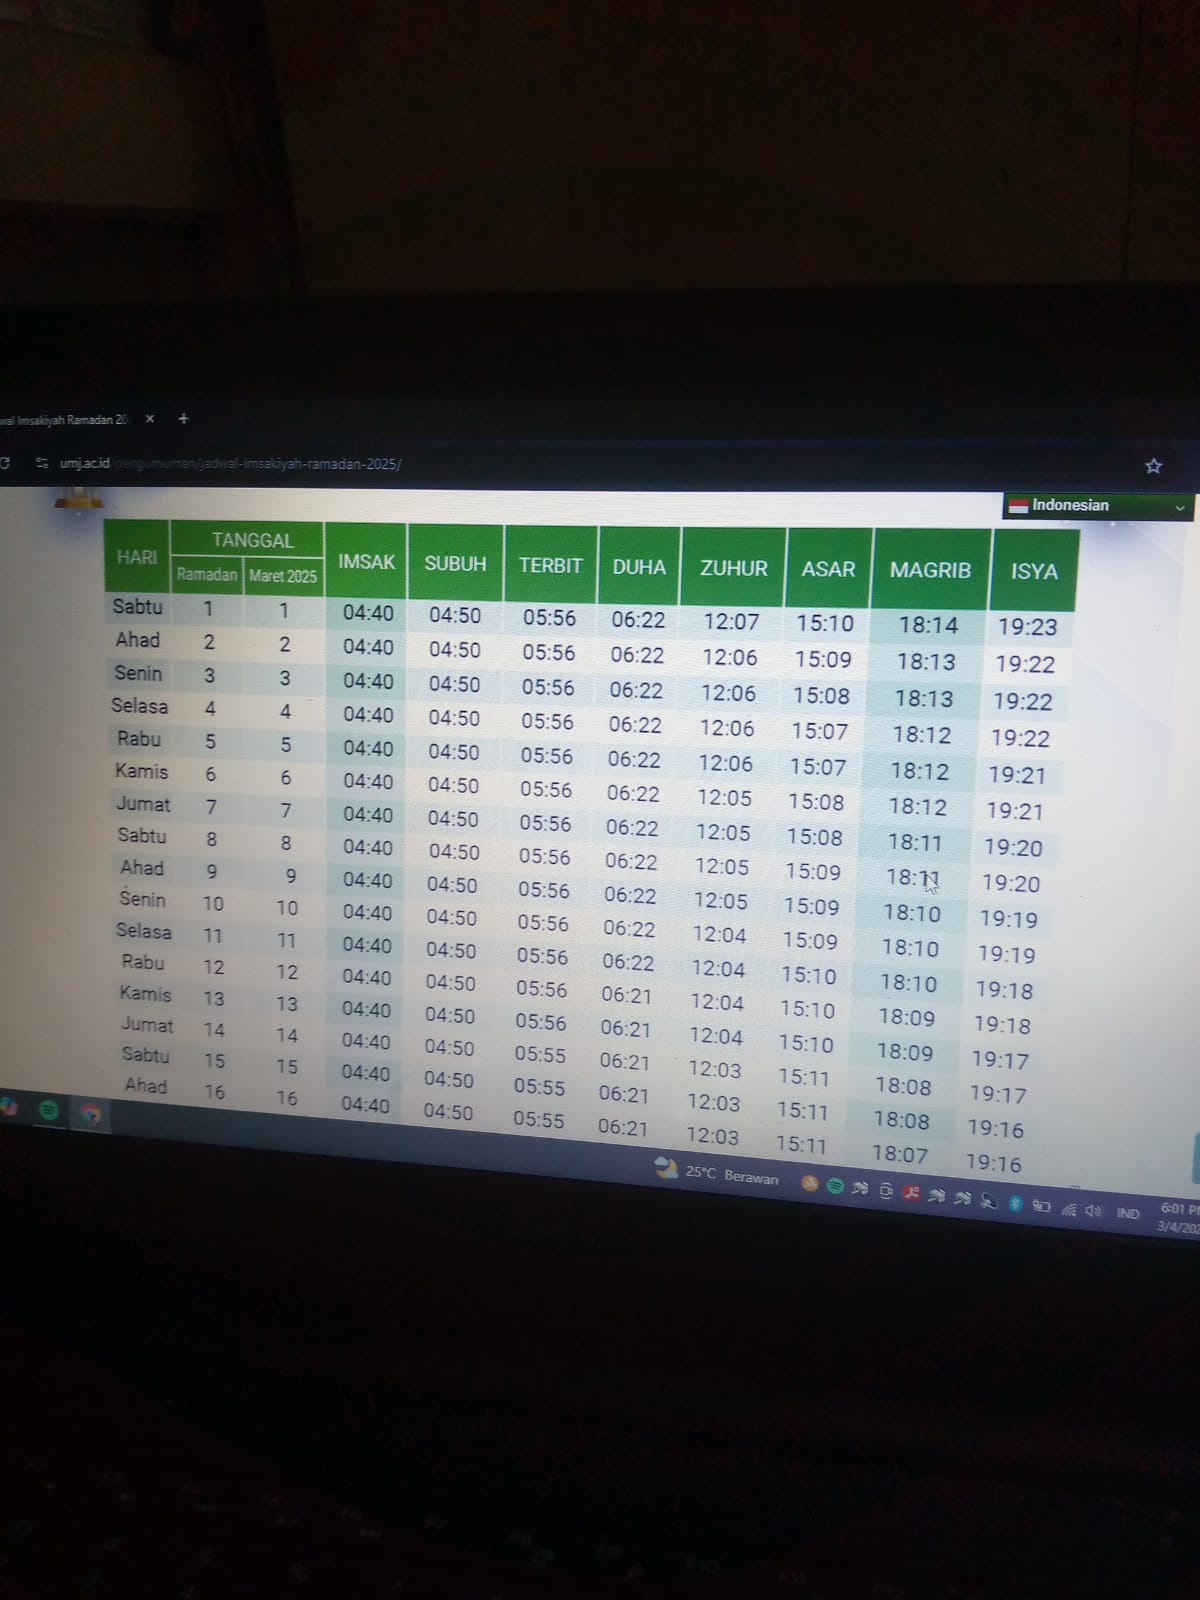 wal Imsakiyah Ramadan 20
umj.ac.id/pengumuman/jadwal-imsakiyah-ramadan-2025/
Indonesian
HARI TANGGAL IMSAK SUBUH TERBIT DUHA ZUHUR ASAR MAGRIB ISYA
Ramadan Maret 2025
Sabtu 1 1 04:40 04:50 05:56 06:22 12:07 15:10 18:14 19:23
Ahad 2 2 04:40 04:50 05:56 06:22 12:06 15:09 18:13 19:22
Senin 3 3 04:40 04:50 05:56 06:22 12:06 15:08 18:13 19:22
Selasa 4 4 04:40 04:50 05:56 06:22 12:06 15:07 18:12 19:22
Rabu 5 5 04:40 04:50 05:56 06:22 12:06 15:07 18:12 19:21
Kamis 6 6 04:40 04:50 05:56 06:22 12:05 15:08 18:12 19:21
Jumat 7 7 04:40 04:50 05:56 06:22 12:05 15:08 18:11 19:20
Sabtu 8 8 04:40 04:50 05:56 06:22 12:05 15:09 18:11 19:20
Ahad 9 9 04:40 04:50 05:56 06:22 12:05 15:09 18:10 19:19
Senin 10 10 04:40 04:50 05:56 06:22 12:04 15:09 18:10 19:19
Selasa 11 11 04:40 04:50 05:56 06:22 12:04 15:10 18:10 19:18
Rabu 12 12 04:40 04:50 05:56 06:21 12:04 15:10 18:09 19:18
Kamis 13 13 04:40 04:50 05:56 06:21 12:04 15:10 18:09 19:17
Jumat 14 14 04:40 04:50 05:55 06:21 12:03 15:11 18:08 19:17
Sabtu 15 15 04:40 04:50 05:55 06:21 12:03 15:11 18:08 19:16
Ahad 16 16 04:40 04:50 05:55 06:21 12:03 15:11 18:07 19:16
25°C Berawan IND 6:01 P
3/4/202